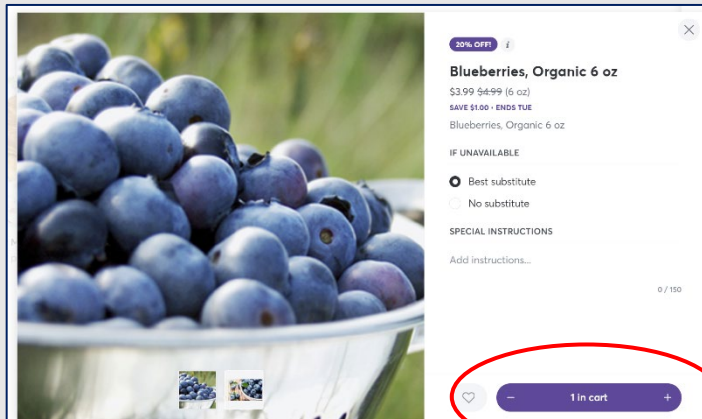 20% OFF! i
Blueberries, Organic 6 oz
$3.99 $4.99 (6 oz)
SAVE $1.00 • ENDS TUE
Blueberries, Organic 6 oz
IF UNAVAILABLE
Best substitute
No substitute
SPECIAL INSTRUCTIONS
Add instructions...
0 / 150
− 1 in cart +